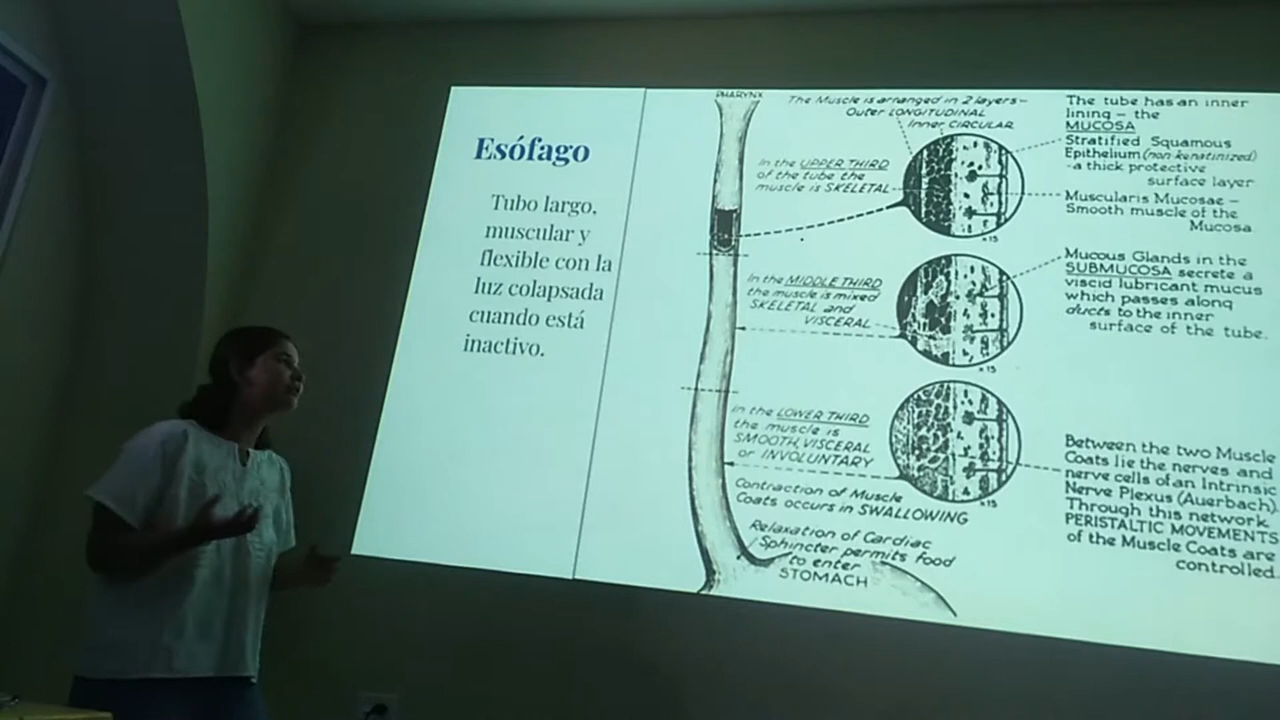 Esófago
Tubo largo,
muscular y
flexible con la
luz colapsada
cuando está
inactivo.
PHARYNX
The Muscle is arranged in 2 layers-
Outer LONGITUDINAL
Inner CIRCULAR
In the UPPER THIRD
of the tube the
muscle is SKELETAL
x15
In the MIDDLE THIRD
the muscle is mixed
SKELETAL and
VISCERAL
x15
In the LOWER THIRD
the muscle is
SMOOTH, VISCERAL
or INVOLUNTARY
x15
Contraction of Muscle
Coats occurs in SWALLOWING
Relaxation of Cardiac
Sphincter permits food
to enter
STOMACH
The tube has an inner
lining - the
MUCOSA
Stratified Squamous
Epithelium (non-keratinized)
-a thick protective
surface layer
Muscularis Mucosae -
Smooth muscle of the
Mucosa
Mucous Glands in the
SUBMUCOSA secrete a
viscid lubricant mucus
which passes along
ducts to the inner
surface of the tube.
Between the two Muscle
Coats lie the nerves and
nerve cells of an Intrinsic
Nerve Plexus (Auerbach).
Through this network
PERISTALTIC MOVEMENTS
of the Muscle Coats are
controlled.